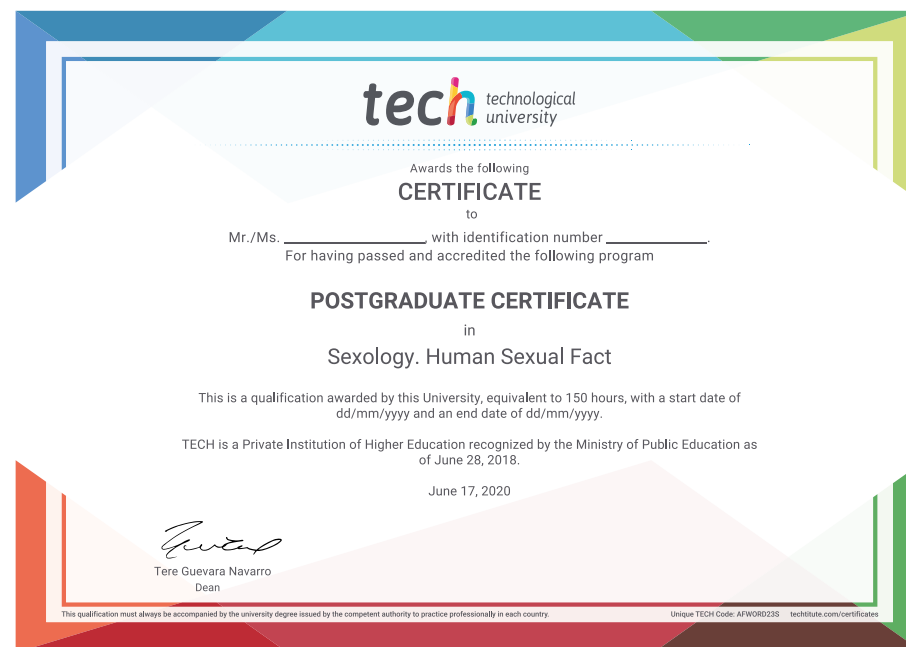 tech technological
university
Awards the following
CERTIFICATE
to
Mr./Ms. ____________________, with identification number ______________.
For having passed and accredited the following program
POSTGRADUATE CERTIFICATE
in
Sexology. Human Sexual Fact
This is a qualification awarded by this University, equivalent to 150 hours, with a start date of
dd/mm/yyyy and an end date of dd/mm/yyyy.
TECH is a Private Institution of Higher Education recognized by the Ministry of Public Education as
of June 28, 2018.
June 17, 2020
Tere Guevara Navarro
Dean
This qualification must always be accompanied by the university degree issued by the competent authority to practice professionally in each country. Unique TECH Code: AFWORD23S techtitute.com/certificates